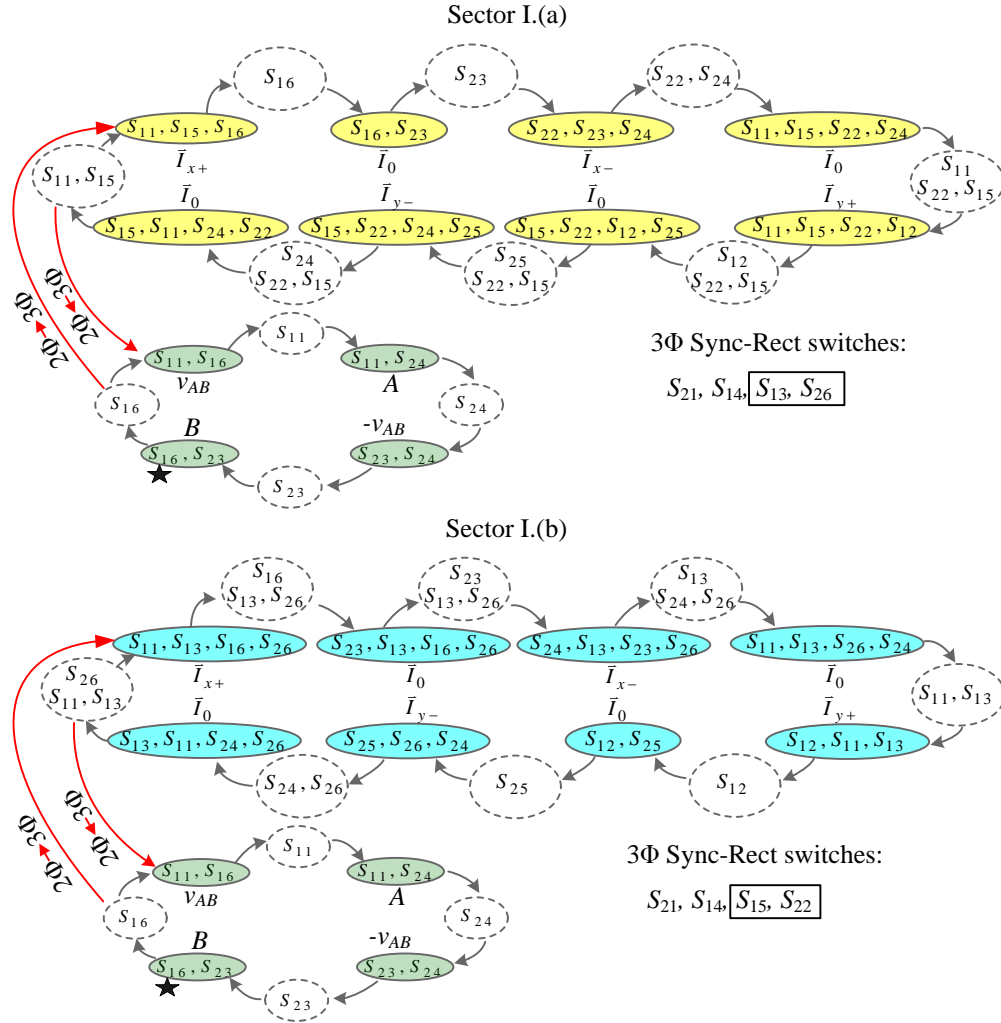 Sector I.(a)
S16
S23
S22, S24
S11, S15, S16
S16, S23
S22, S23, S24
S11, S15, S22, S24
S11, S15
I⃗x+
I⃗0
I⃗x−
I⃗0
S11
S22, S15
I⃗0
I⃗y−
I⃗0
I⃗y+
S15, S11, S24, S22
S15, S22, S24, S25
S15, S22, S12, S25
S11, S15, S22, S12
S24
S22, S15
S25
S22, S15
S12
S22, S15
3Φ 2Φ
2Φ 3Φ
S11
S11, S16
vAB
S11, S24
A
S16
S24
B
-vAB
S16, S23
S23, S24
S23
3Φ Sync-Rect switches:
S21, S14, S13, S26
Sector I.(b)
S16
S13, S26
S23
S13, S26
S13
S24, S26
S11, S13, S16, S26
S23, S13, S16, S26
S24, S13, S23, S26
S11, S13, S26, S24
S26
S11, S13
I⃗x+
I⃗0
I⃗x−
I⃗0
S11, S13
I⃗0
I⃗y−
I⃗0
I⃗y+
S13, S11, S24, S26
S25, S26, S24
S12, S25
S12, S11, S13
S24, S26
S25
S12
3Φ 2Φ
2Φ 3Φ
S11
S11, S16
vAB
S11, S24
A
S16
S24
B
-vAB
S16, S23
S23, S24
S23
3Φ Sync-Rect switches:
S21, S14, S15, S22